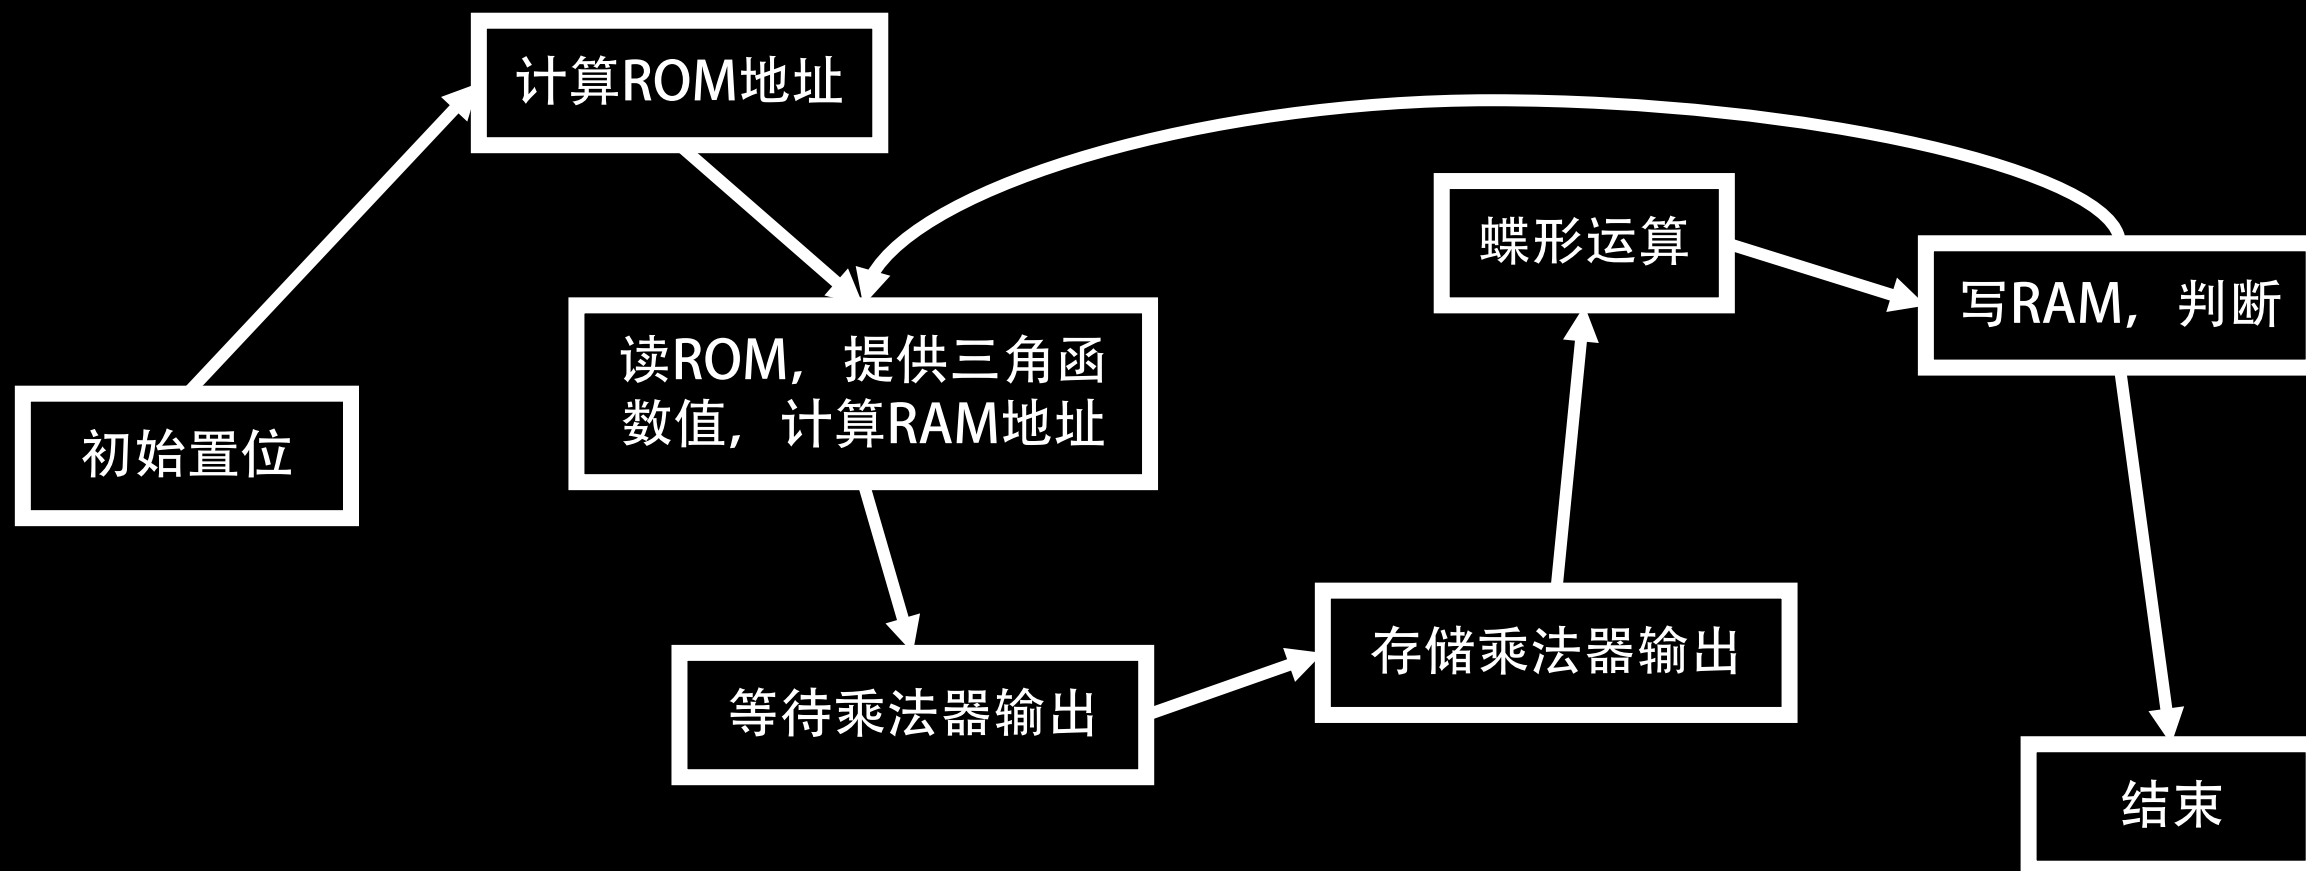 计算ROM地址
蝶形运算
写RAM，判断
读ROM，提供三角函
数值，计算RAM地址
初始置位
存储乘法器输出
等待乘法器输出
结束